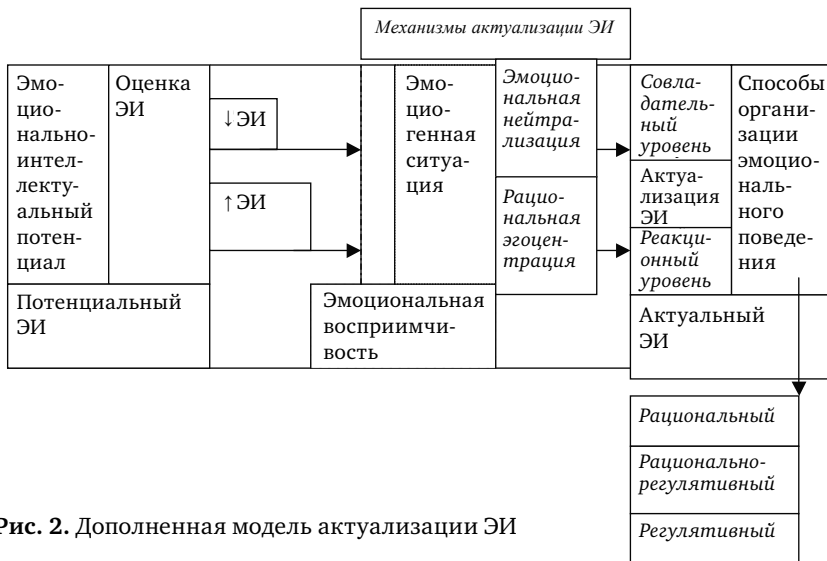 Механизмы актуализации ЭИ
Эмо-
цио-
нально-
интел-
лекту-
альный
потен-
циал
Оценка
ЭИ
↓ЭИ
↑ЭИ
Потенциальный
ЭИ
Эмо-
цио-
генная
ситуа-
ция
Эмоциональная
восприимчи-
вость
Эмоцио-
нальная
нейтра-
лизация
Рацио-
нальная
эгоцен-
трация
Совла-
датель-
ный
уровень
Актуа-
лизация
ЭИ
Реакци-
онный
уровень
Способы
органи-
зации
эмоцио-
наль-
ного
поведе-
ния
Актуальный
ЭИ
Рациональный
Рационально-
регулятивный
Регулятивный
Рис. 2. Дополненная модель актуализации ЭИ